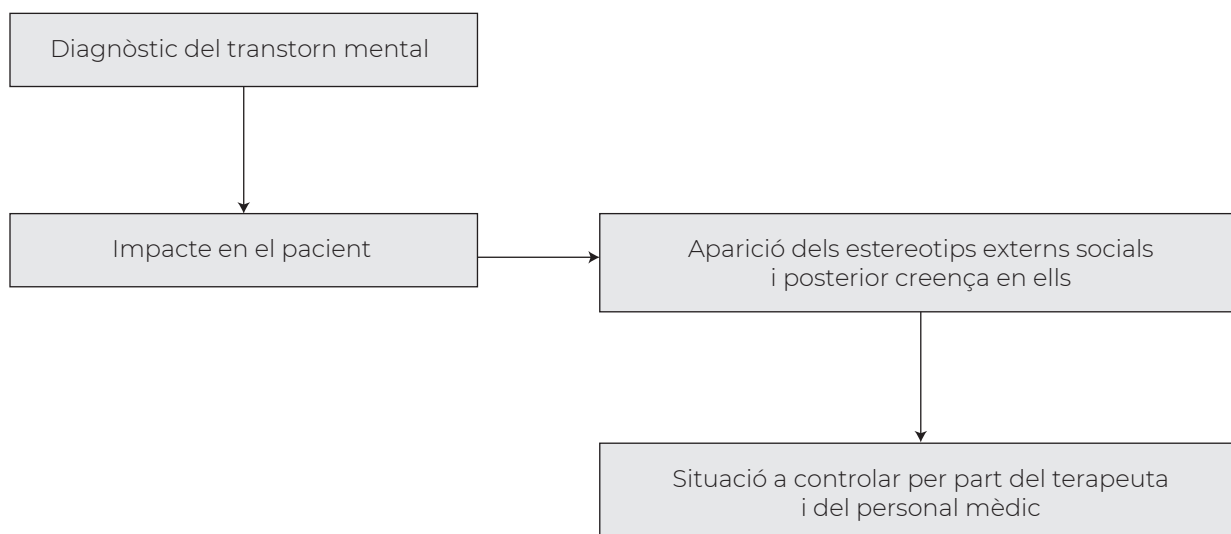 Diagnòstic del transtorn mental
Impacte en el pacient
Aparició dels estereotips externs socials
i posterior creença en ells
Situació a controlar per part del terapeuta
i del personal mèdic